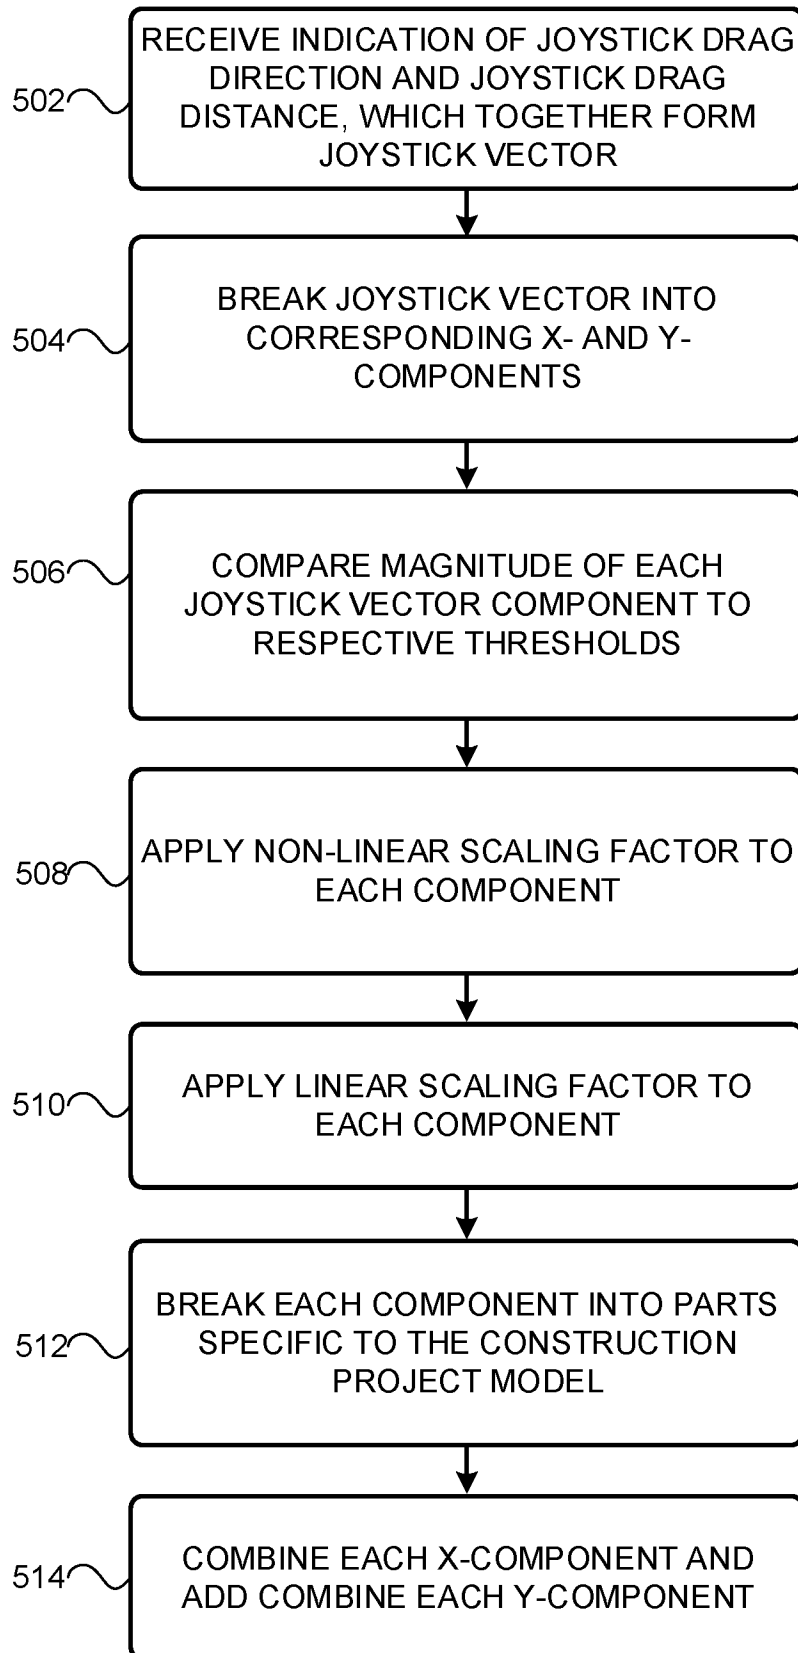 RECEIVE INDICATION OF JOYSTICK DRAG
DIRECTION AND JOYSTICK DRAG
502
DISTANCE, WHICH TOGETHER FORM
JOYSTICK VECTOR
BREAK JOYSTICK VECTOR INTO
504
CORRESPONDING X- AND Y-
COMPONENTS
506
COMPARE MAGNITUDE OF EACH
JOYSTICK VECTOR COMPONENT TO
RESPECTIVE THRESHOLDS
508
APPLY NON-LINEAR SCALING FACTOR TO
EACH COMPONENT
510
APPLY LINEAR SCALING FACTOR TO
EACH COMPONENT
BREAK EACH COMPONENT INTO PARTS
512
SPECIFIC TO THE CONSTRUCTION
PROJECT MODEL
514
COMBINE EACH X-COMPONENT AND
ADD COMBINE EACH Y-COMPONENT